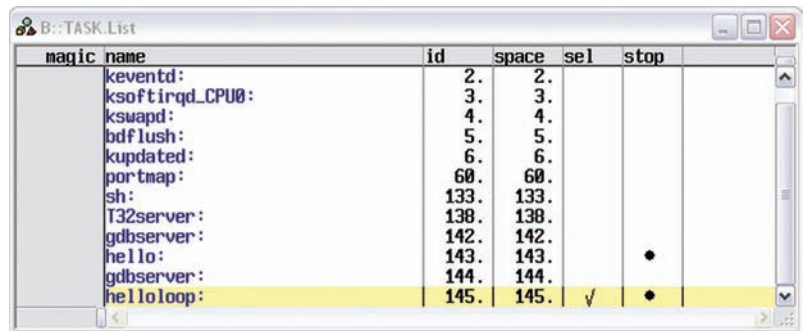 B::TASK.List
magic name id space sel stop
keventd: 2. 2.
ksoftirqd_CPU0: 3. 3.
kswapd: 4. 4.
bdflush: 5. 5.
kupdated: 6. 6.
portmap: 60. 60.
sh: 133. 133.
T32server: 138. 138.
gdbserver: 142. 142.
hello: 143. 143. ●
gdbserver: 144. 144.
helloloop: 145. 145. √ ●